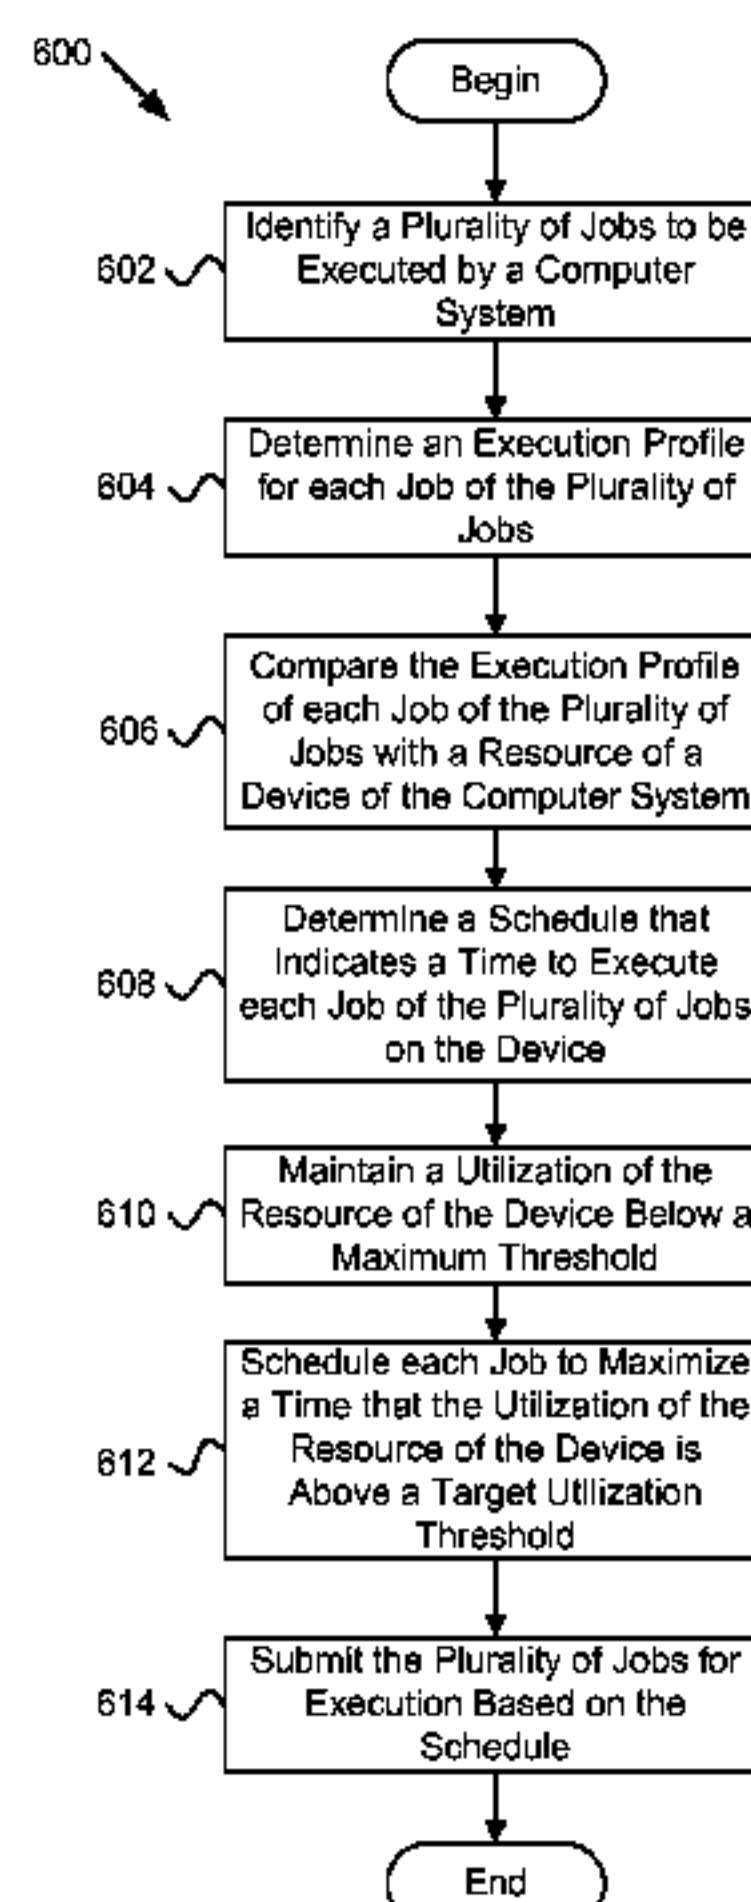 600
Begin
602
Identify a Plurality of Jobs to be
Executed by a Computer
System
604
Determine an Execution Profile
for each Job of the Plurality of
Jobs
606
Compare the Execution Profile
of each Job of the Plurality of
Jobs with a Resource of a
Device of the Computer System
608
Determine a Schedule that
Indicates a Time to Execute
each Job of the Plurality of Jobs
on the Device
610
Maintain a Utilization of the
Resource of the Device Below a
Maximum Threshold
612
Schedule each Job to Maximize
a Time that the Utilization of the
Resource of the Device is
Above a Target Utilization
Threshold
614
Submit the Plurality of Jobs for
Execution Based on the
Schedule
End